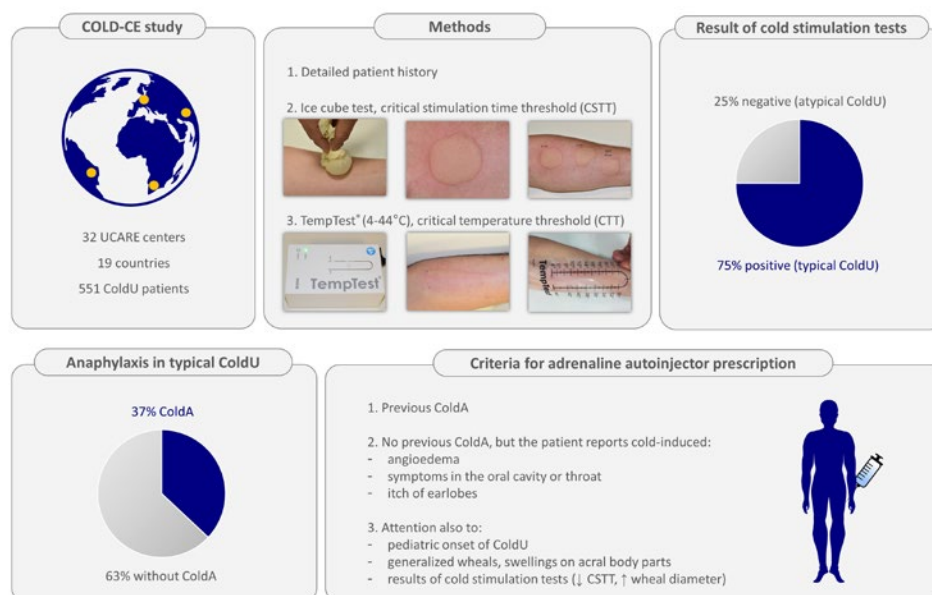 COLD-CE study
32 UCARE centers
19 countries
551 ColdU patients
Methods
1. Detailed patient history
2. Ice cube test, critical stimulation time threshold (CSTT)
3. TempTest® (4-44°C), critical temperature threshold (CTT)
TempTest®
TempTest
Result of cold stimulation tests
25% negative (atypical ColdU)
75% positive (typical ColdU)
Anaphylaxis in typical ColdU
37% ColdA
63% without ColdA
Criteria for adrenaline autoinjector prescription
1. Previous ColdA
2. No previous ColdA, but the patient reports cold-induced:
- angioedema
- symptoms in the oral cavity or throat
- itch of earlobes
3. Attention also to:
- pediatric onset of ColdU
- generalized wheals, swellings on acral body parts
- results of cold stimulation tests (↓ CSTT, ↑ wheal diameter)